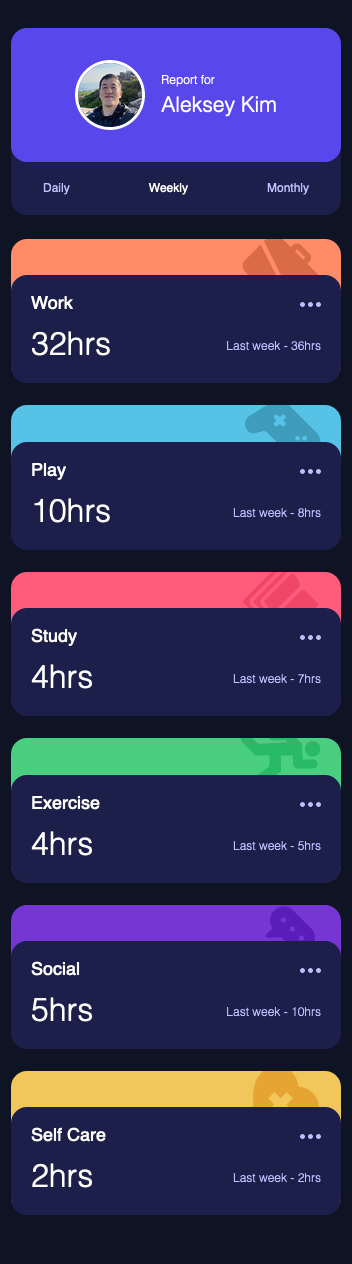 Report for
Aleksey Kim
Daily Weekly Monthly
Work
32hrs Last week - 36hrs
Play
10hrs Last week - 8hrs
Study
4hrs Last week - 7hrs
Exercise
4hrs Last week - 5hrs
Social
5hrs Last week - 10hrs
Self Care
2hrs Last week - 2hrs